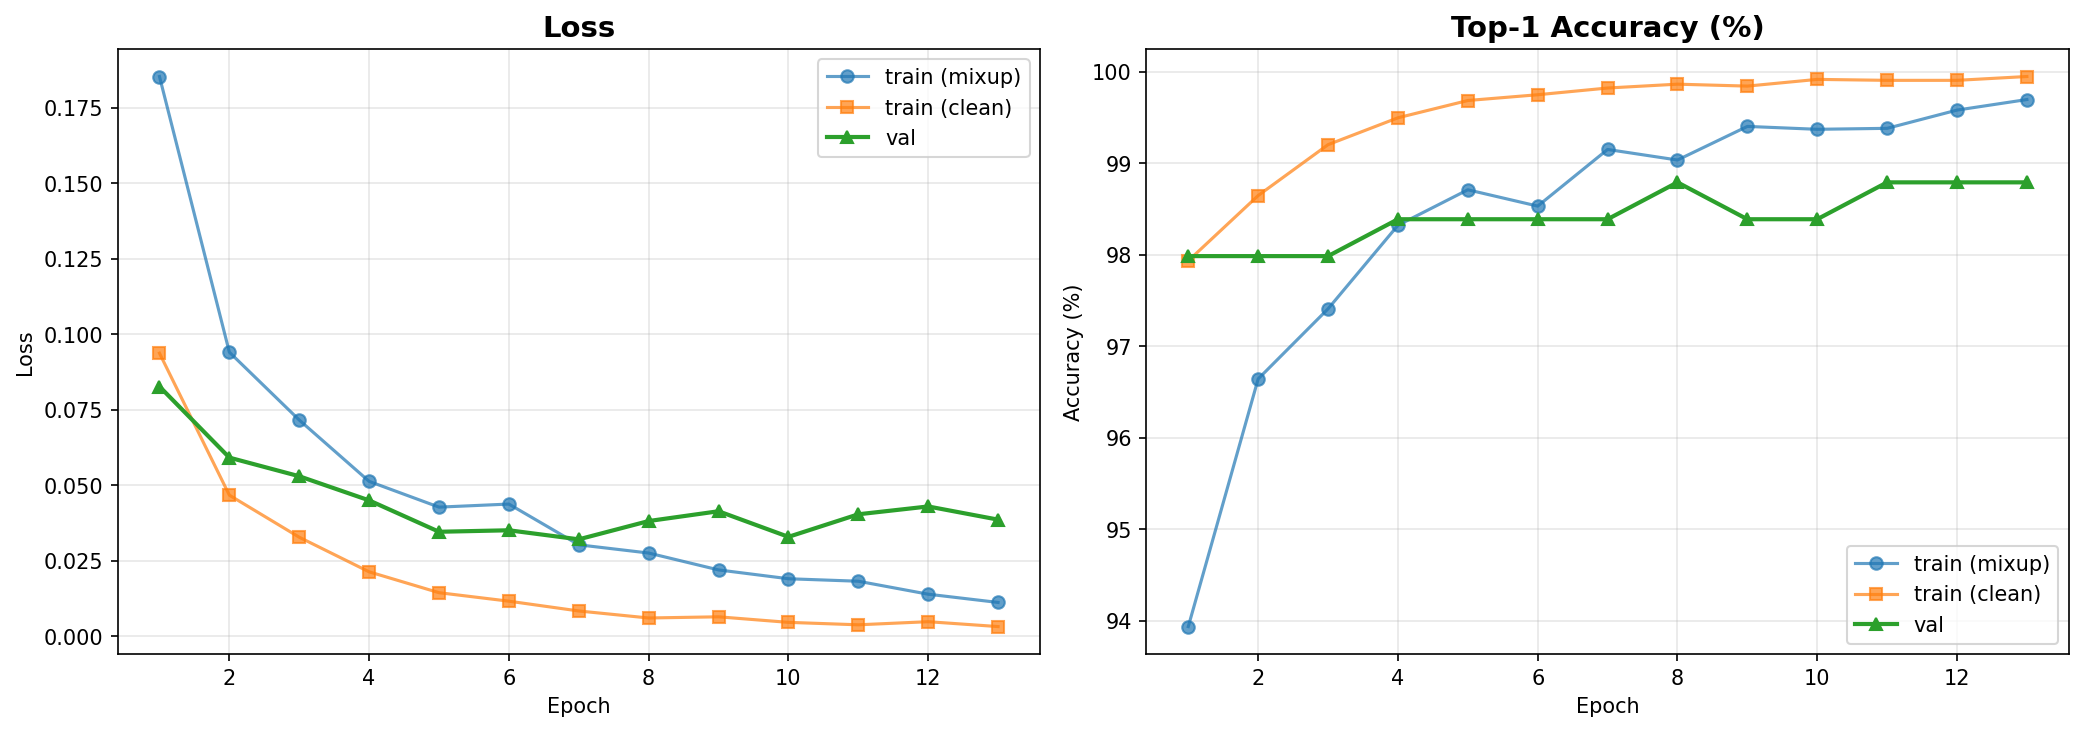 Loss
0.175
0.150
0.125
0.100
0.075
0.050
0.025
0.000
Loss
2 4 6 8 10 12
Epoch
train (mixup)
train (clean)
val
Top-1 Accuracy (%)
100
99
98
97
96
95
94
Accuracy (%)
2 4 6 8 10 12
Epoch
train (mixup)
train (clean)
val